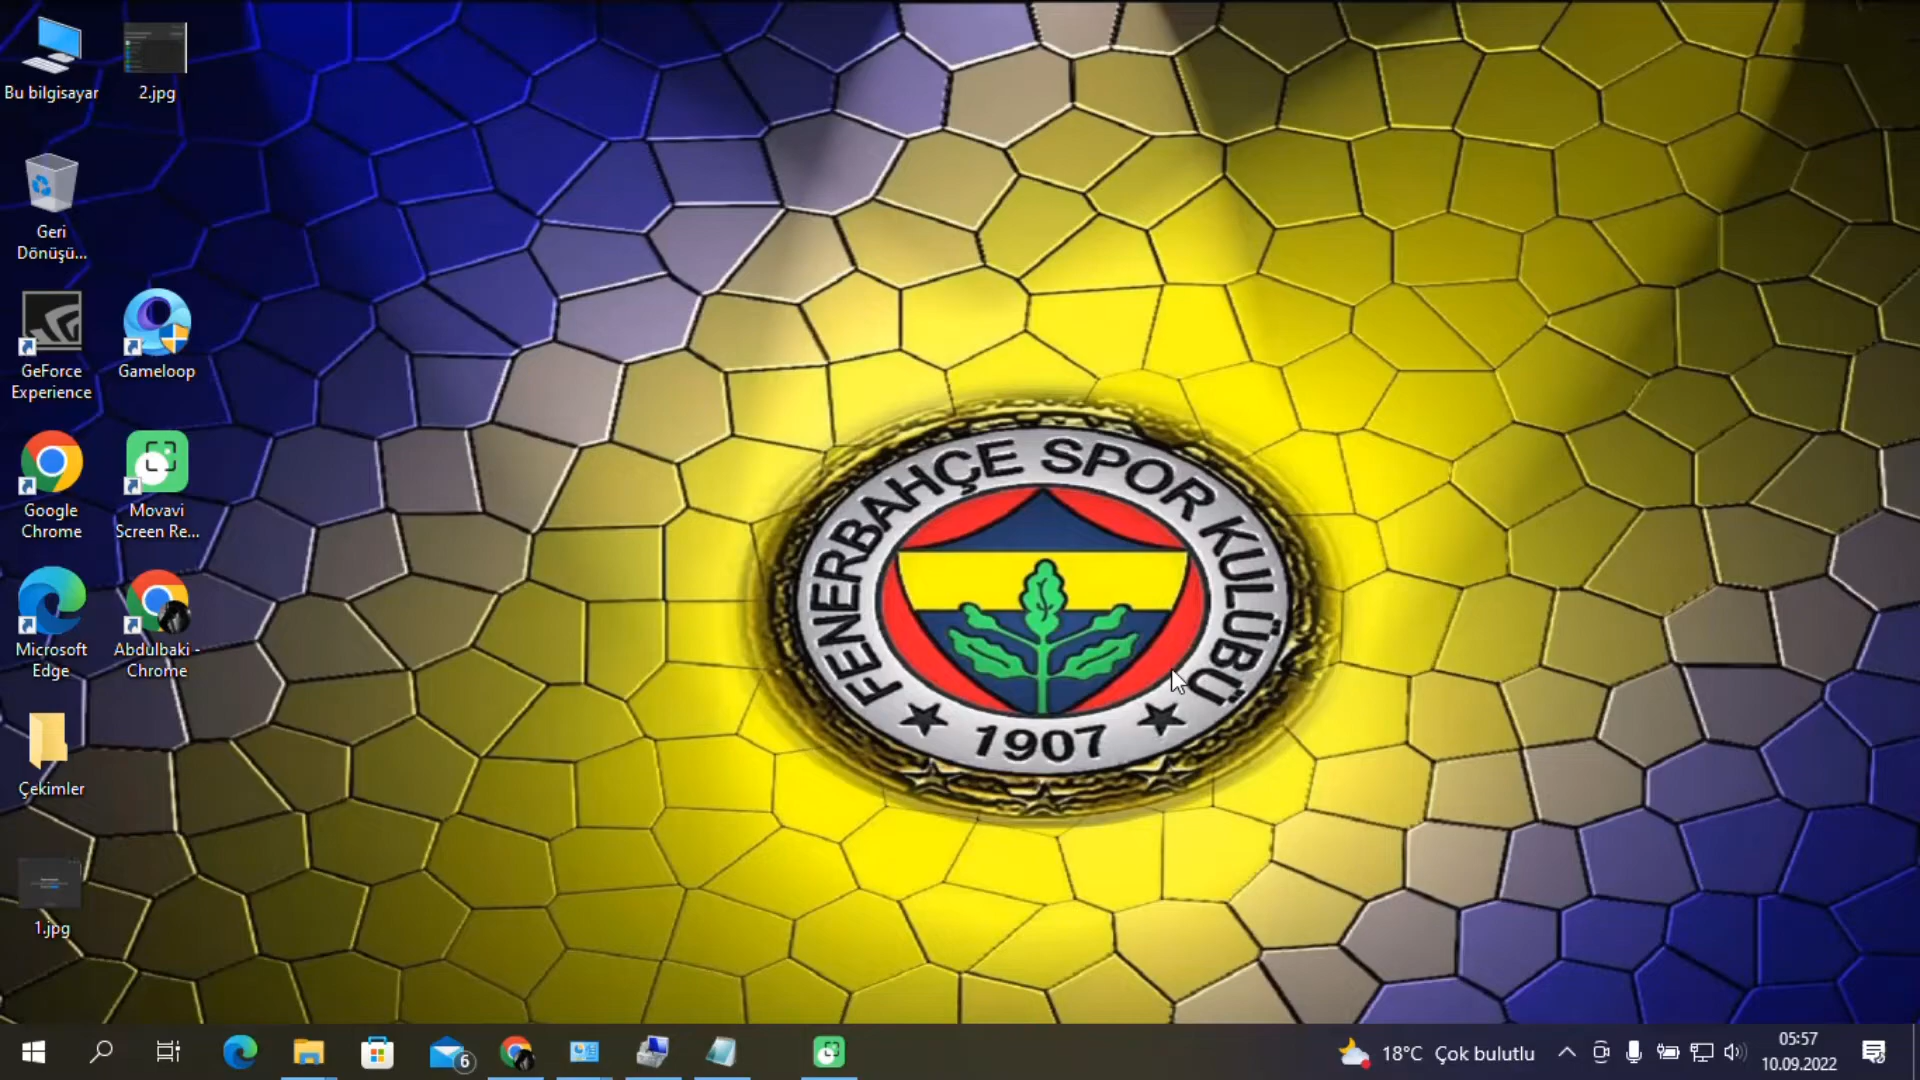 Bu bilgisayar
2.jpg
Geri
Dönüşü...
GeForce
Experience
Gameloop
Google
Chrome
Movavi
Screen Re...
Microsoft
Edge
Abdulbaki -
Chrome
Çekimler
1.jpg
FENERBAHÇE SPOR KULÜBÜ
1907
6
18°C Çok bulutlu
05:57
10.09.2022